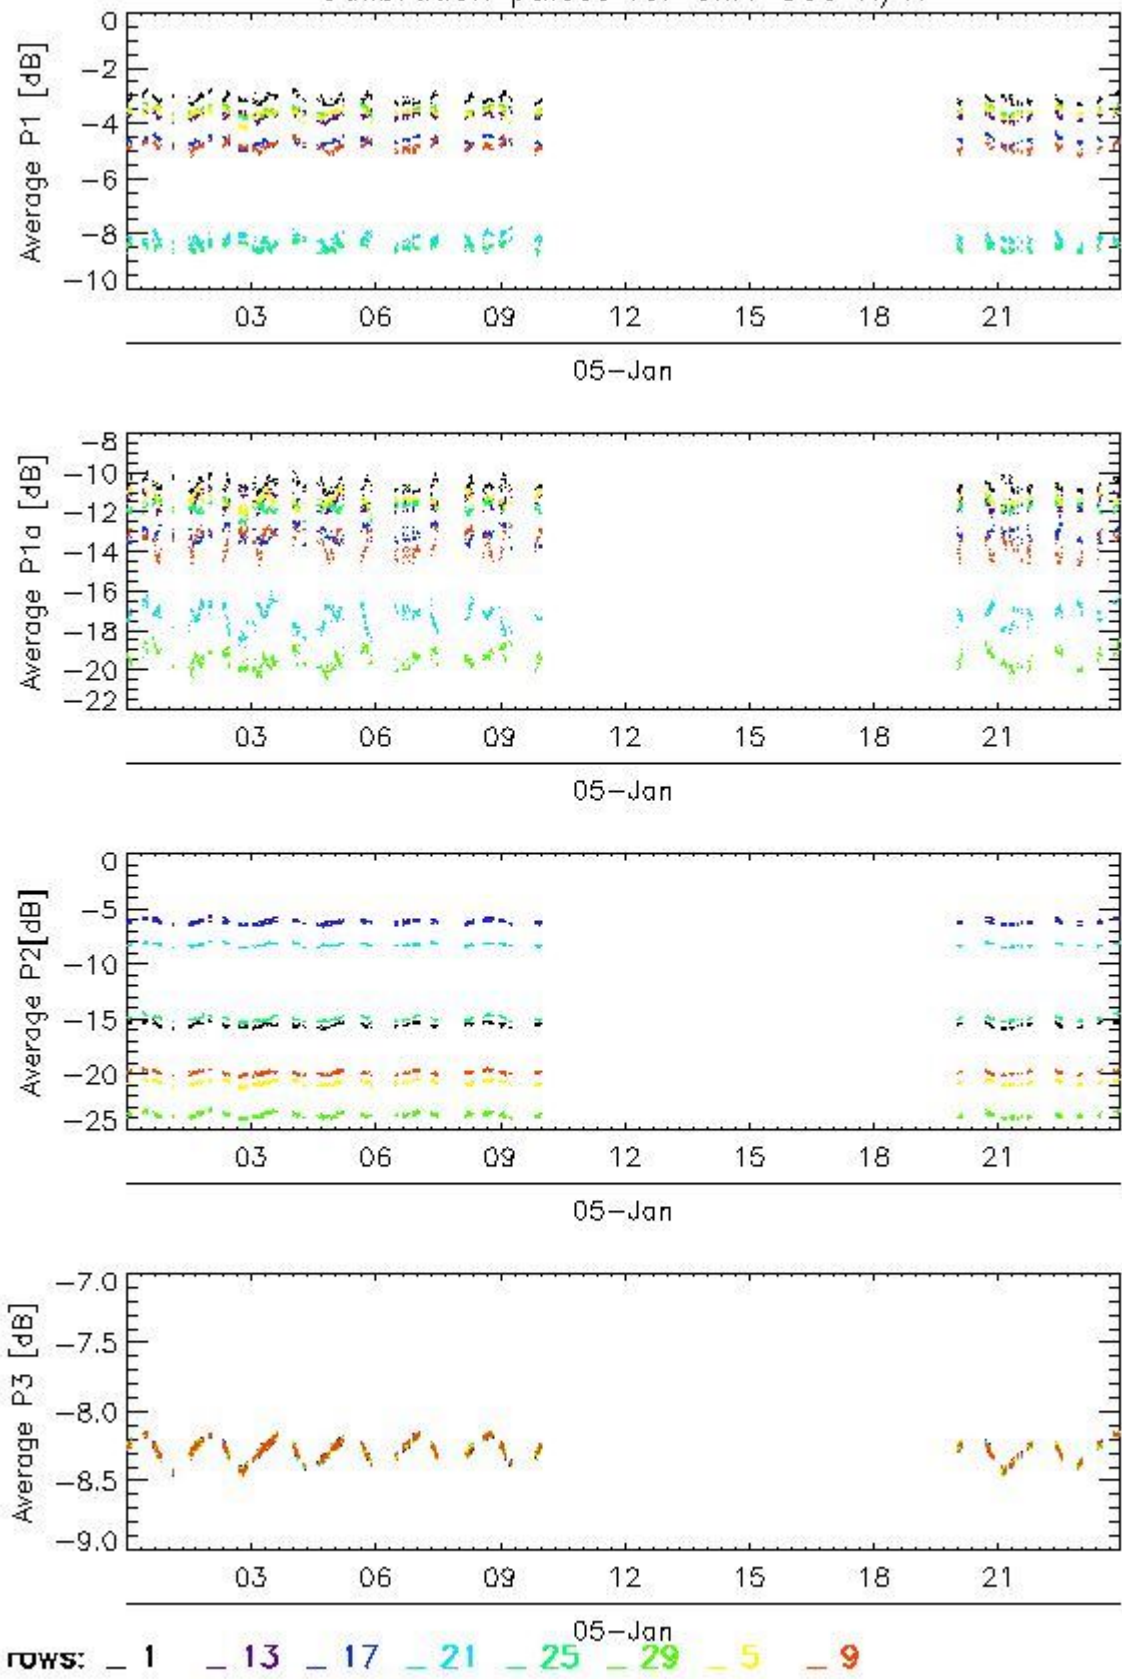 0
-2
-4
-6
-8
-10
Average P1 [dB]
03 06 09 12 15 18 21
05-Jan
-8
-10
-12
-14
-16
-18
-20
-22
Average P1a [dB]
03 06 09 12 15 18 21
05-Jan
0
-5
-10
-15
-20
-25
Average P2[dB]
03 06 09 12 15 18 21
05-Jan
-7.0
-7.5
-8.0
-8.5
-9.0
Average P3 [dB]
03 06 09 12 15 18 21
05-Jan
rows: _ 1 _ 13 _ 17 _ 21 _ 25 _ 29 _ 5 _ 9